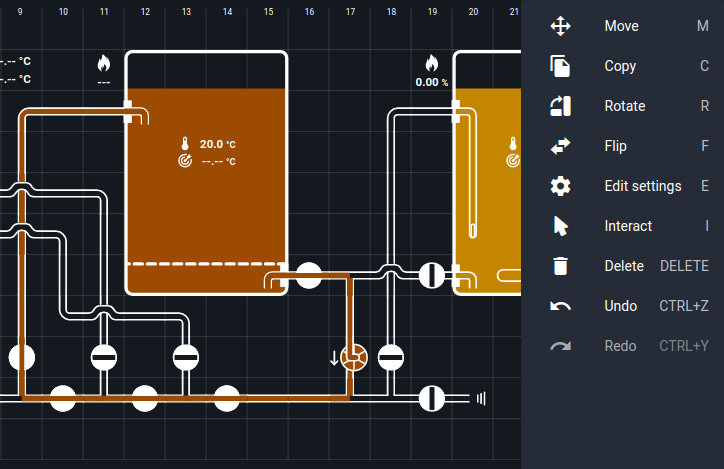 9 10 11 12 13 14 15 16 17 18 19 20 21
-.-- °C
-.-- °C
---
20.0 °C
--.-- °C
0.00 %
Move M
Copy C
Rotate R
Flip F
Edit settings E
Interact I
Delete DELETE
Undo CTRL+Z
Redo CTRL+Y